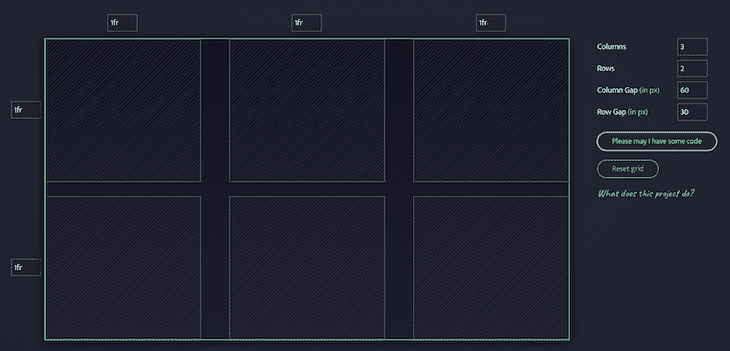 1fr
1fr
1fr
1fr
1fr
Columns
3
Rows
2
Column Gap (in px)
60
Row Gap (in px)
30
Please may I have some code
Reset grid
What does this project do?